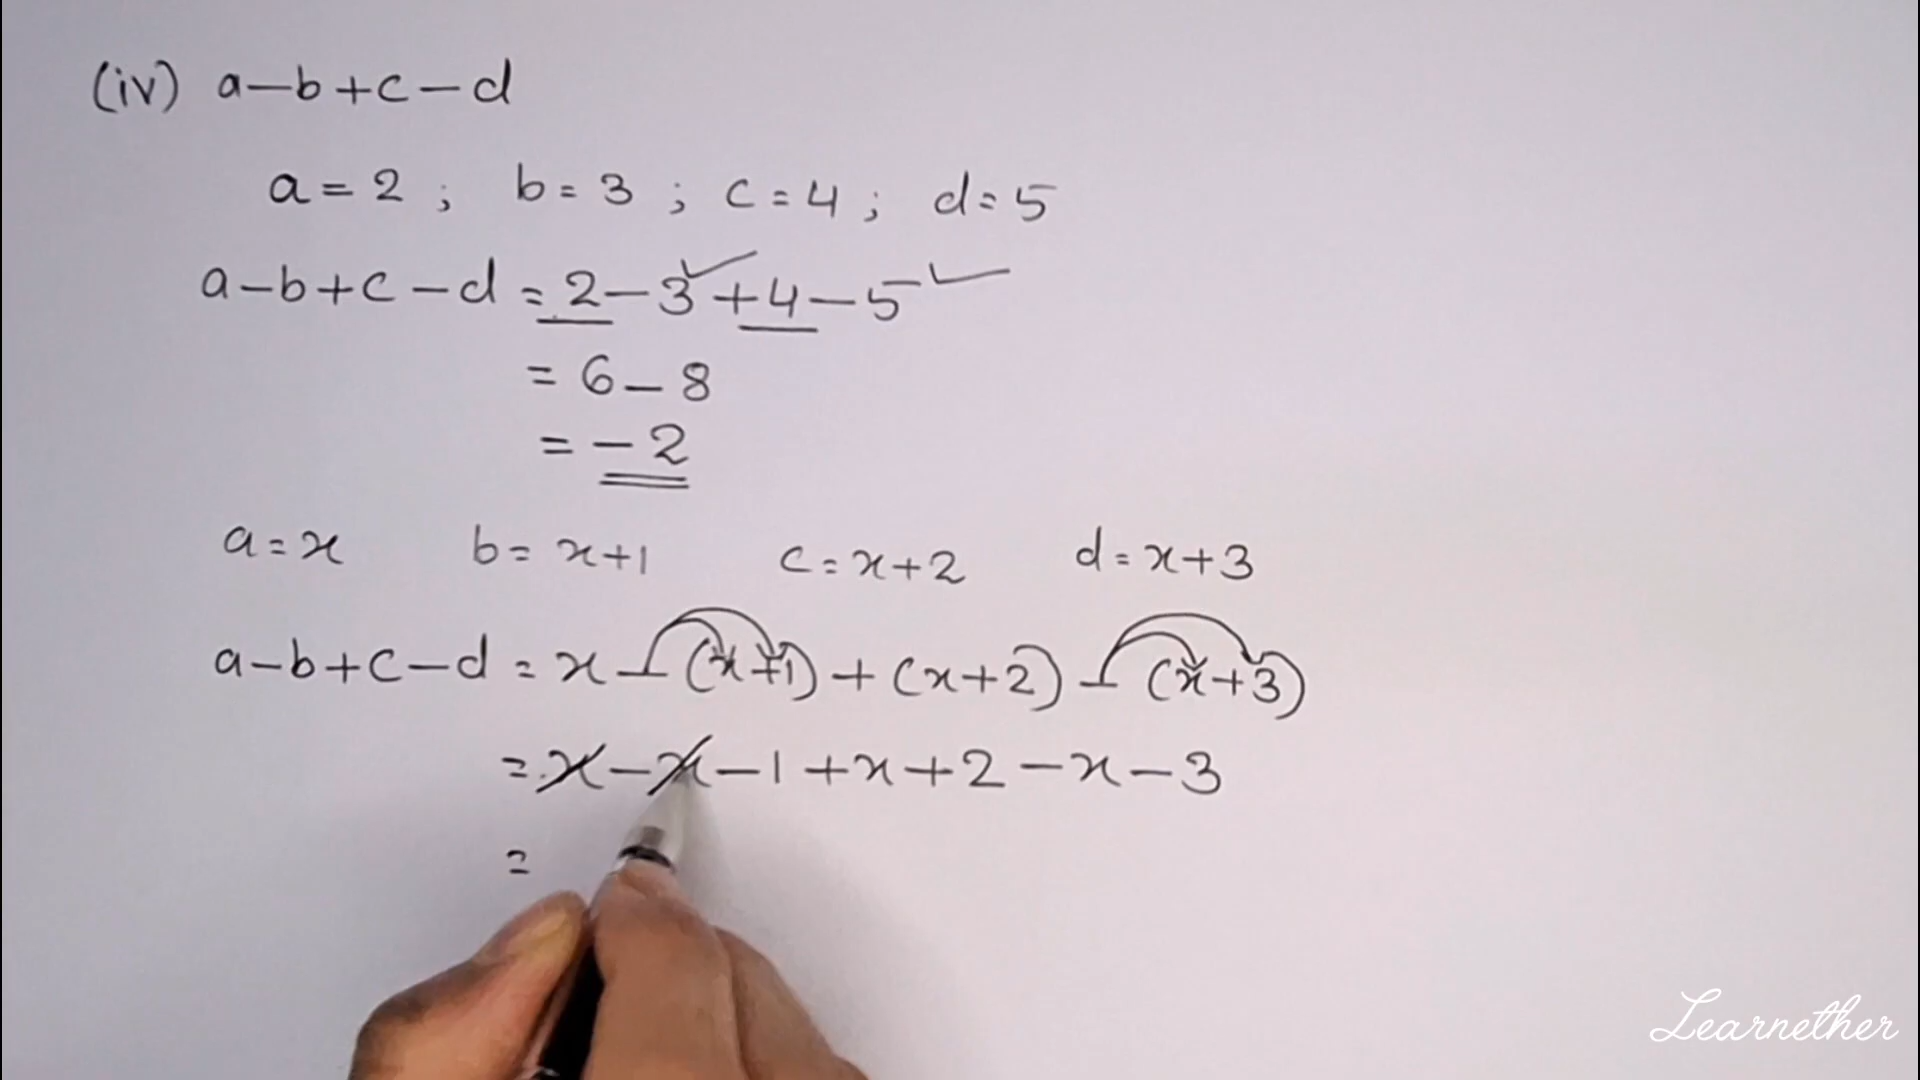 (iv) a-b+c-d
a=2 ; b=3 ; c=4 ; d=5
a-b+c-d = 2-3+4-5
= 6-8
= -2
a=x b=x+1 c=x+2 d=x+3
a-b+c-d = x-(x+1)+(x+2)-(x+3)
= x-x-1+x+2-x-3
=
Learnether